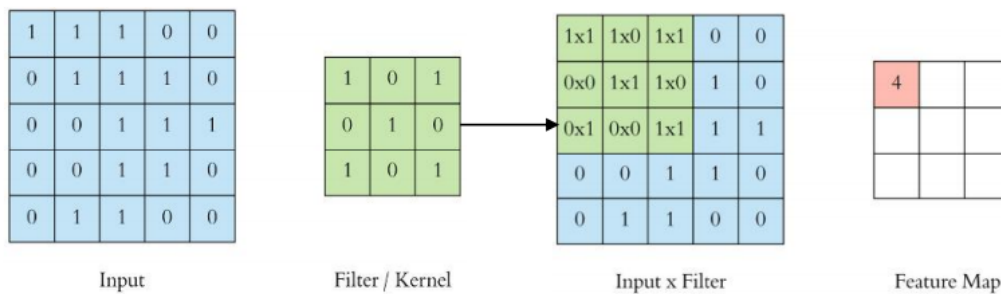 1 1 1 0 0
0 1 1 1 0
0 0 1 1 1
0 0 1 1 0
0 1 1 0 0
Input
1 0 1
0 1 0
1 0 1
Filter / Kernel
1x1 1x0 1x1 0 0
0x0 1x1 1x0 1 0
0x1 0x0 1x1 1 1
0 0 1 1 0
0 1 1 0 0
Input x Filter
4
Feature Map